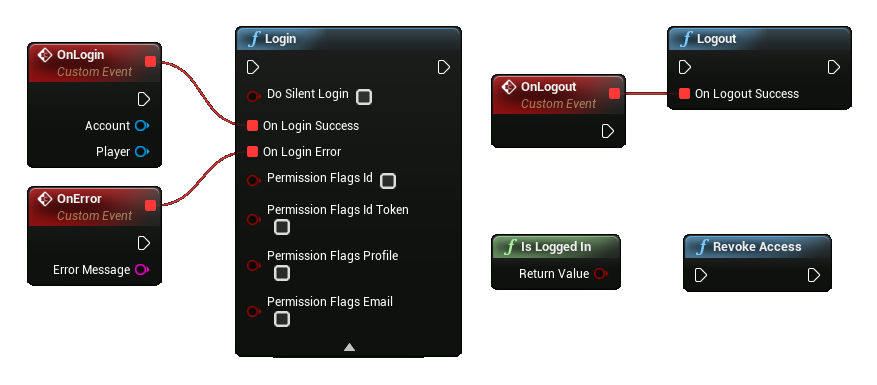 OnLogin
Custom Event
Account
Player
OnError
Custom Event
Error Message
f Login
Do Silent Login
On Login Success
On Login Error
Permission Flags Id
Permission Flags Id Token
Permission Flags Profile
Permission Flags Email
OnLogout
Custom Event
f Logout
On Logout Success
f Is Logged In
Return Value
f Revoke Access